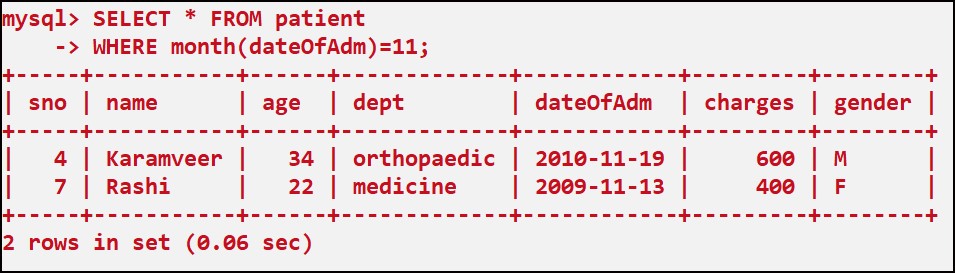 mysql> SELECT * FROM patient
    -> WHERE month(dateOfAdm)=11;
+-----+-----------+------+-------------+------------+---------+--------+
| sno | name      | age  | dept        | dateOfAdm  | charges | gender |
+-----+-----------+------+-------------+------------+---------+--------+
|   4 | Karamveer |   34 | orthopaedic | 2010-11-19 |     600 | M      |
|   7 | Rashi     |   22 | medicine    | 2009-11-13 |     400 | F      |
+-----+-----------+------+-------------+------------+---------+--------+
2 rows in set (0.06 sec)